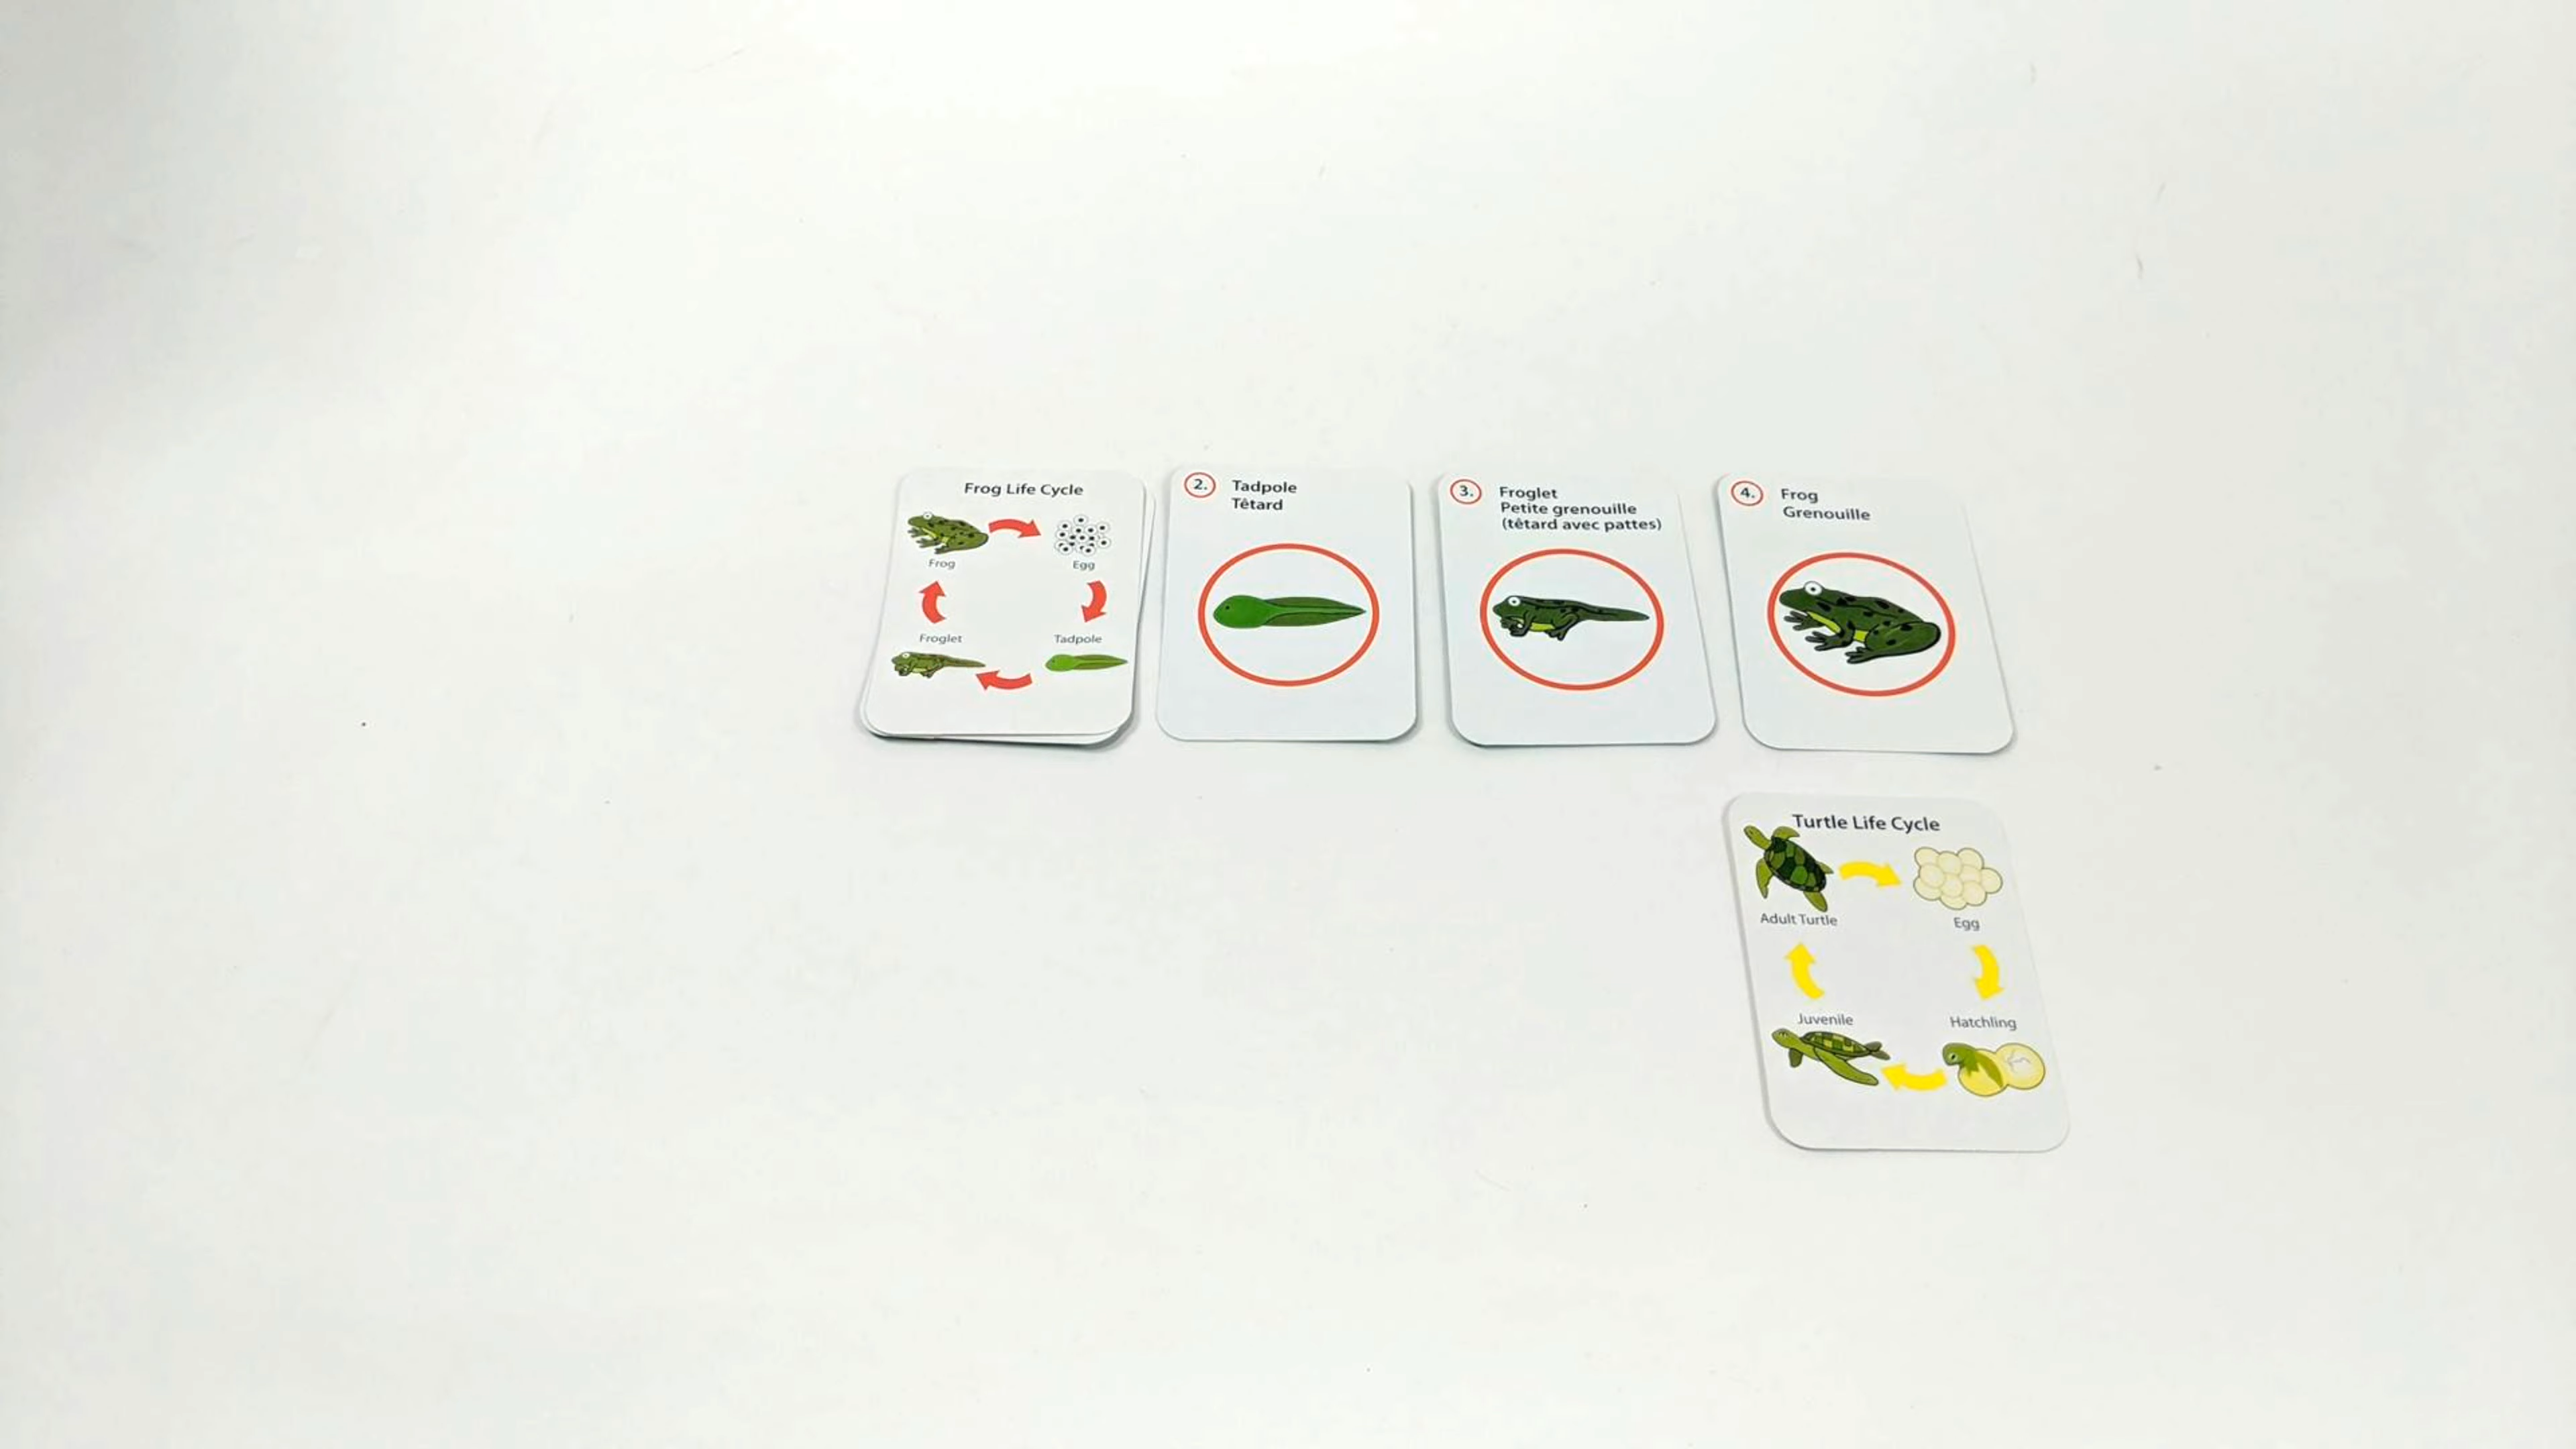 Frog Life Cycle
Frog
Egg
Froglet
Tadpole
2.
Tadpole
Têtard
3.
Froglet
Petite grenouille
(têtard avec pattes)
4.
Frog
Grenouille
Turtle Life Cycle
Adult Turtle
Egg
Juvenile
Hatchling